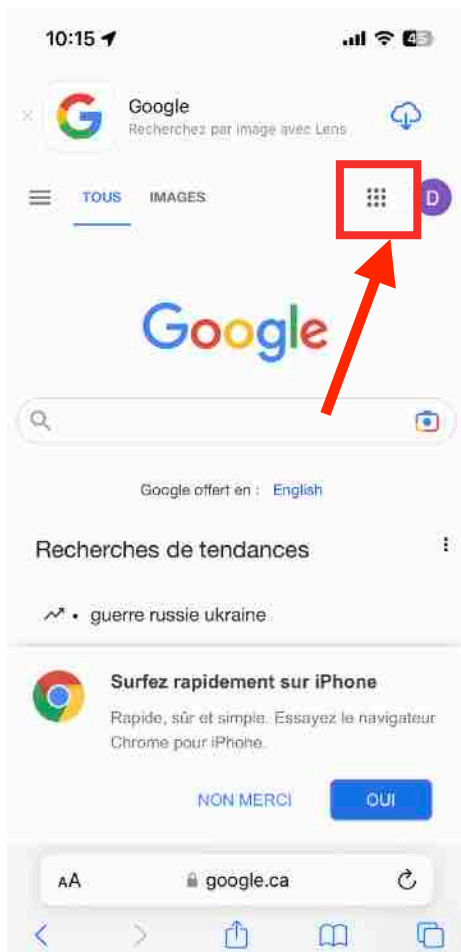 10:15
45
Google
Recherchez par image avec Lens
TOUS IMAGES
D
Google
Google offert en : English
Recherches de tendances
guerre russie ukraine
Surfez rapidement sur iPhone
Rapide, sûr et simple. Essayez le navigateur
Chrome pour iPhone.
NON MERCI OUI
AA google.ca